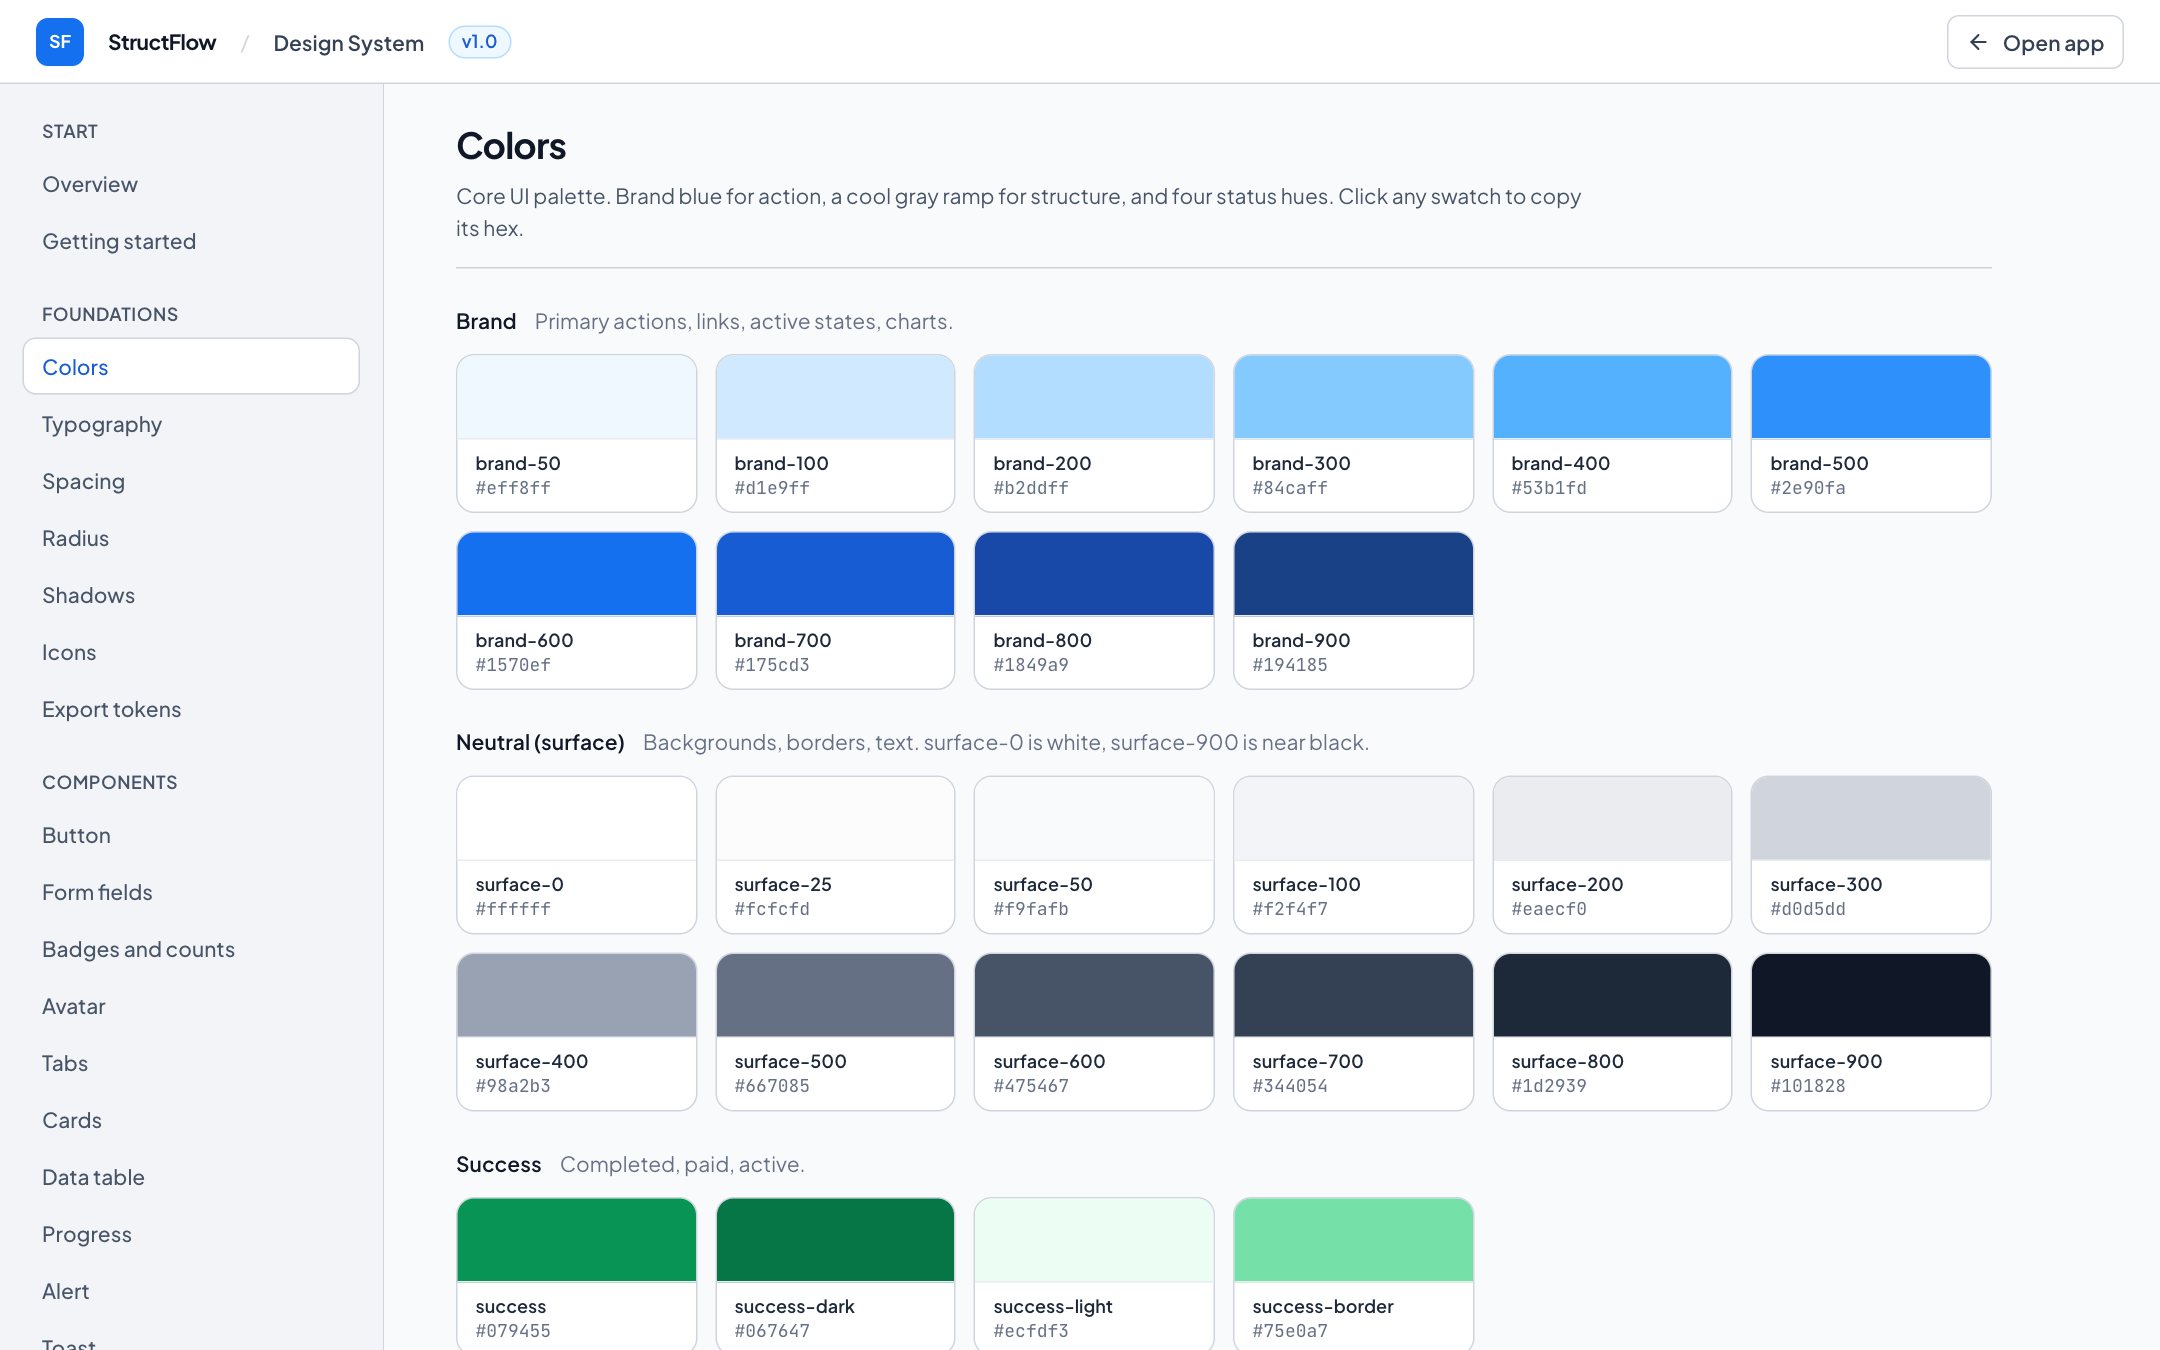 SF StructFlow / Design System v1.0
← Open app
START
Overview
Getting started
FOUNDATIONS
Colors
Typography
Spacing
Radius
Shadows
Icons
Export tokens
COMPONENTS
Button
Form fields
Badges and counts
Avatar
Tabs
Cards
Data table
Progress
Alert
Toast
Colors
Core UI palette. Brand blue for action, a cool gray ramp for structure, and four status hues. Click any swatch to copy
its hex.
Brand Primary actions, links, active states, charts.
brand-50
#eff8ff
brand-100
#d1e9ff
brand-200
#b2ddff
brand-300
#84caff
brand-400
#53b1fd
brand-500
#2e90fa
brand-600
#1570ef
brand-700
#175cd3
brand-800
#1849a9
brand-900
#194185
Neutral (surface) Backgrounds, borders, text. surface-0 is white, surface-900 is near black.
surface-0
#ffffff
surface-25
#fcfcfd
surface-50
#f9fafb
surface-100
#f2f4f7
surface-200
#eaecf0
surface-300
#d0d5dd
surface-400
#98a2b3
surface-500
#667085
surface-600
#475467
surface-700
#344054
surface-800
#1d2939
surface-900
#101828
Success Completed, paid, active.
success
#079455
success-dark
#067647
success-light
#ecfdf3
success-border
#75e0a7